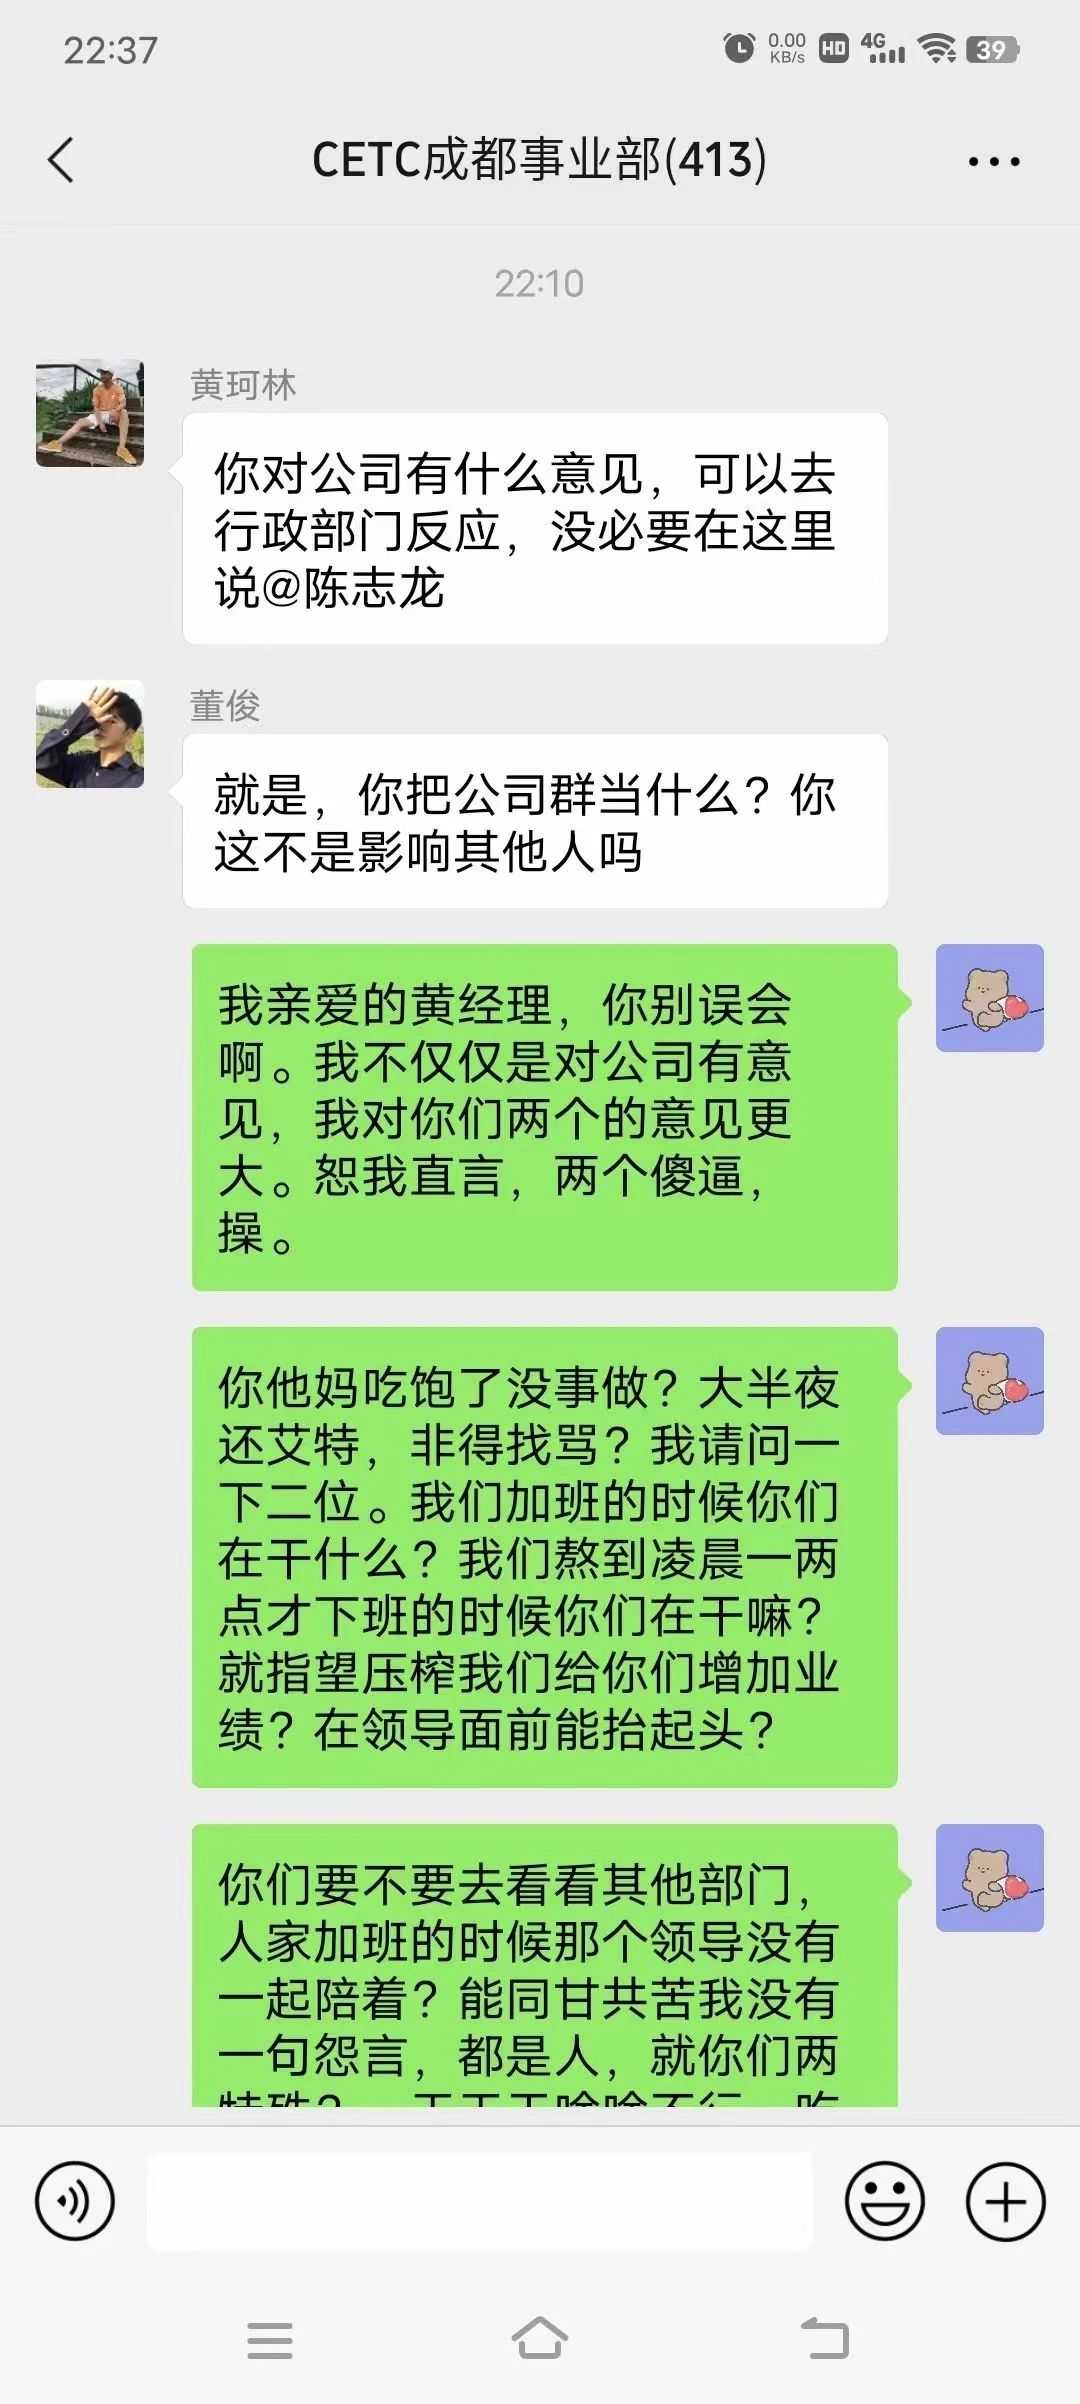 22:37
0.00
KB/s
HD
4G
39
CETC成都事业部(413)
22:10
黄珂林
你对公司有什么意见，可以去
行政部门反应，没必要在这里
说@陈志龙
董俊
就是，你把公司群当什么？你
这不是影响其他人吗
我亲爱的黄经理，你别误会
啊。我不仅仅是对公司有意
见，我对你们两个的意见更
大。恕我直言，两个傻逼，
操。
你他妈吃饱了没事做？大半夜
还艾特，非得找骂？我请问一
下二位。我们加班的时候你们
在干什么？我们熬到凌晨一两
点才下班的时候你们在干嘛？
就指望压榨我们给你们增加业
绩？在领导面前能抬起头？
你们要不要去看看其他部门，
人家加班的时候那个领导没有
一起陪着？能同甘共苦我没有
一句怨言，都是人，就你们两
特殊？